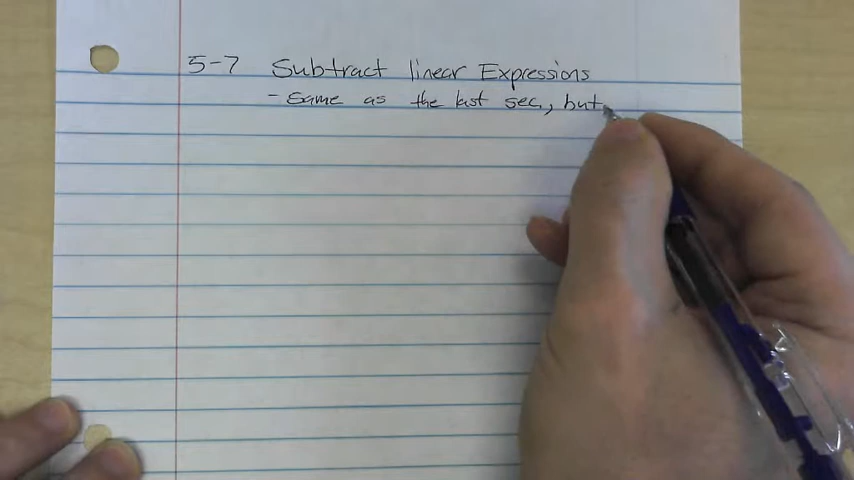 5-7 Subtract linear Expressions
- Same as the last sec, but